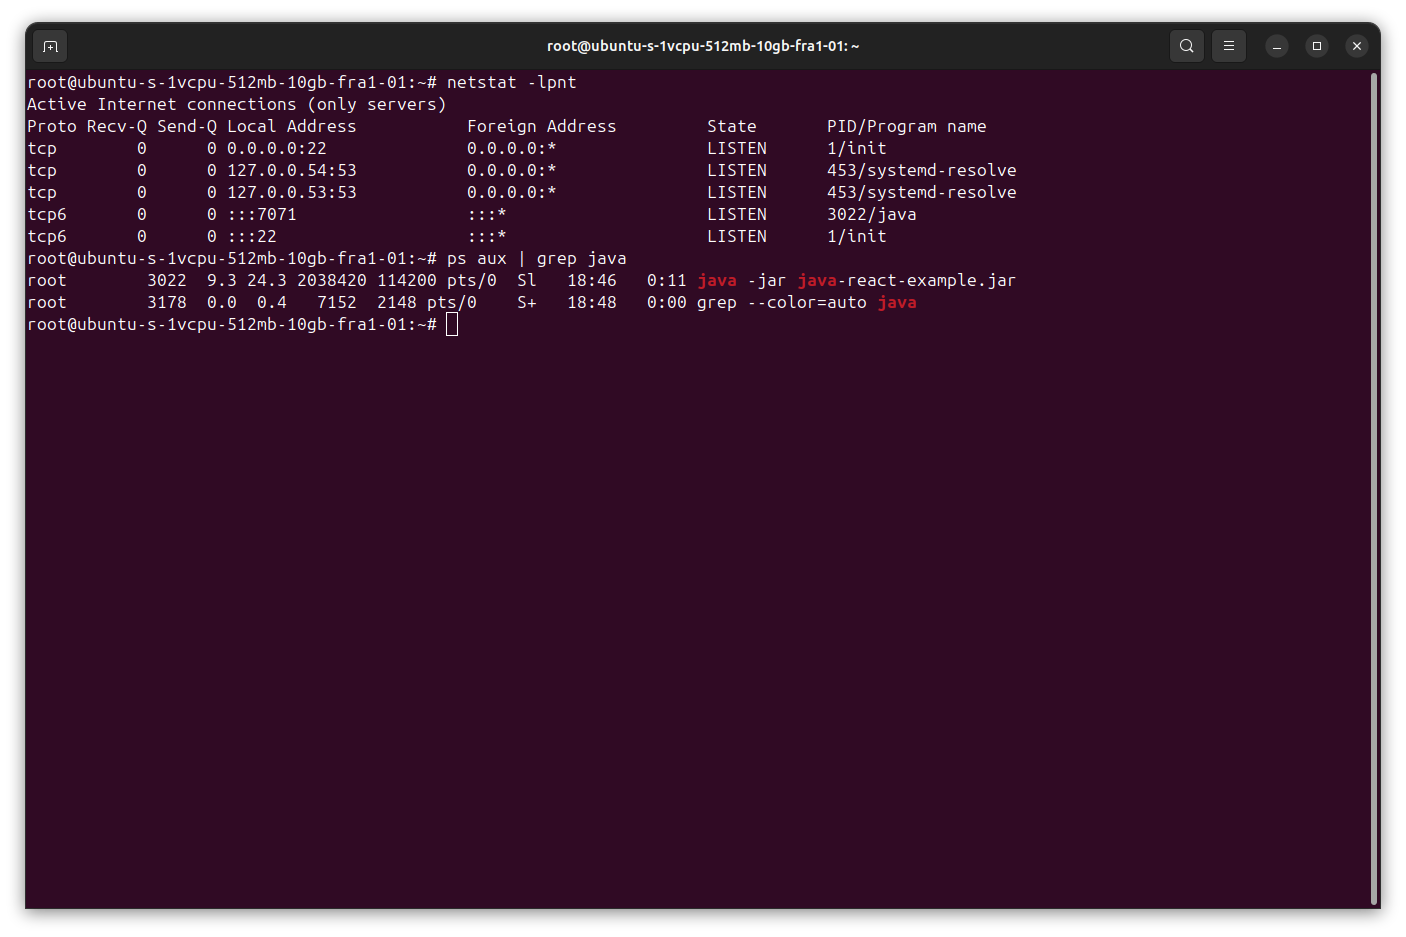 root@ubuntu-s-1vcpu-512mb-10gb-fra1-01: ~
root@ubuntu-s-1vcpu-512mb-10gb-fra1-01:~# netstat -lpnt
Active Internet connections (only servers)
Proto Recv-Q Send-Q Local Address           Foreign Address         State       PID/Program name
tcp        0      0 0.0.0.0:22              0.0.0.0:*               LISTEN      1/init
tcp        0      0 127.0.0.54:53           0.0.0.0:*               LISTEN      453/systemd-resolve
tcp        0      0 127.0.0.53:53           0.0.0.0:*               LISTEN      453/systemd-resolve
tcp6       0      0 :::7071                 :::*                    LISTEN      3022/java
tcp6       0      0 :::22                   :::*                    LISTEN      1/init
root@ubuntu-s-1vcpu-512mb-10gb-fra1-01:~# ps aux | grep java
root        3022  9.3 24.3 2038420 114200 pts/0  Sl   18:46   0:11 java -jar java-react-example.jar
root        3178  0.0  0.4   7152  2148 pts/0    S+   18:48   0:00 grep --color=auto java
root@ubuntu-s-1vcpu-512mb-10gb-fra1-01:~#